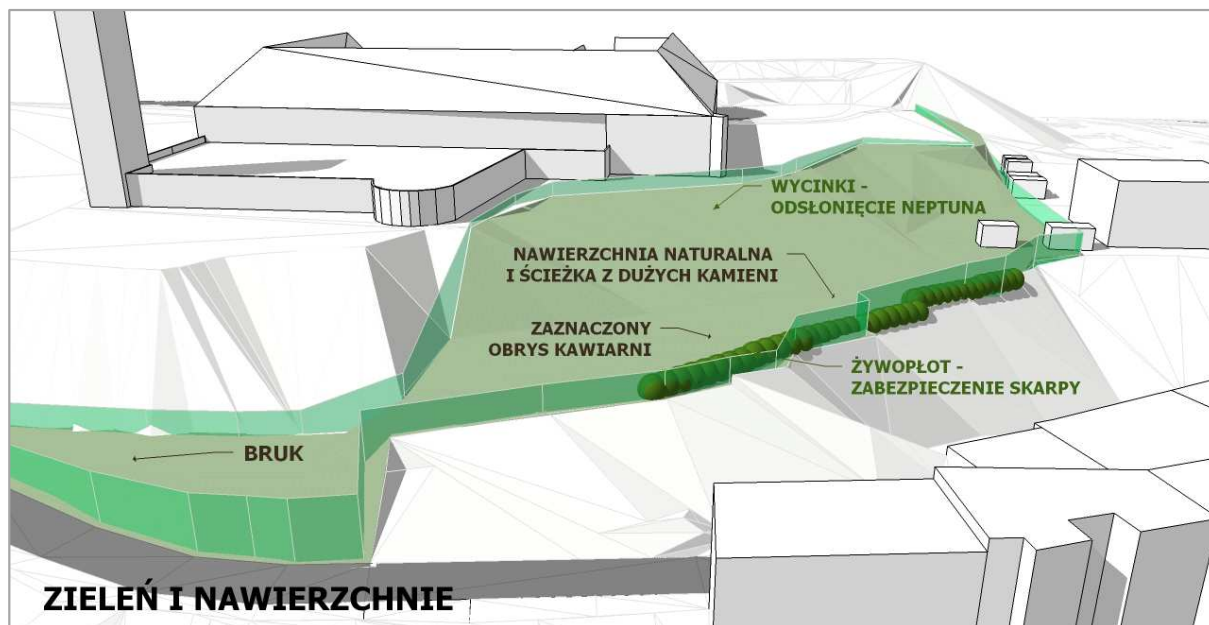 WYCINKI -
ODSŁONIĘCIE NEPTUNA
NAWIERZCHNIA NATURALNA
I ŚCIEŻKA Z DUŻYCH KAMIENI
ZAZNACZONY
OBRYS KAWIARNI
ŻYWOPŁOT -
ZABEZPIECZENIE SKARPY
BRUK
ZIELEŃ I NAWIERZCHNIE